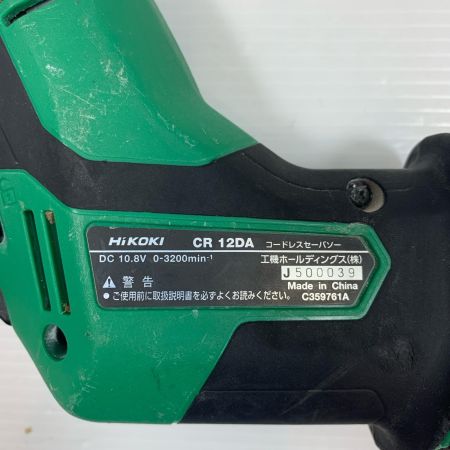 HiKOKI CR 12DA コードレスセーバソー
DC 10.8V 0-3200min-1 工機ホールディングス(株)
J500039
⚠警告 Made in China
●ご使用前に取扱説明書を必ずよくお読みください。 C359761A